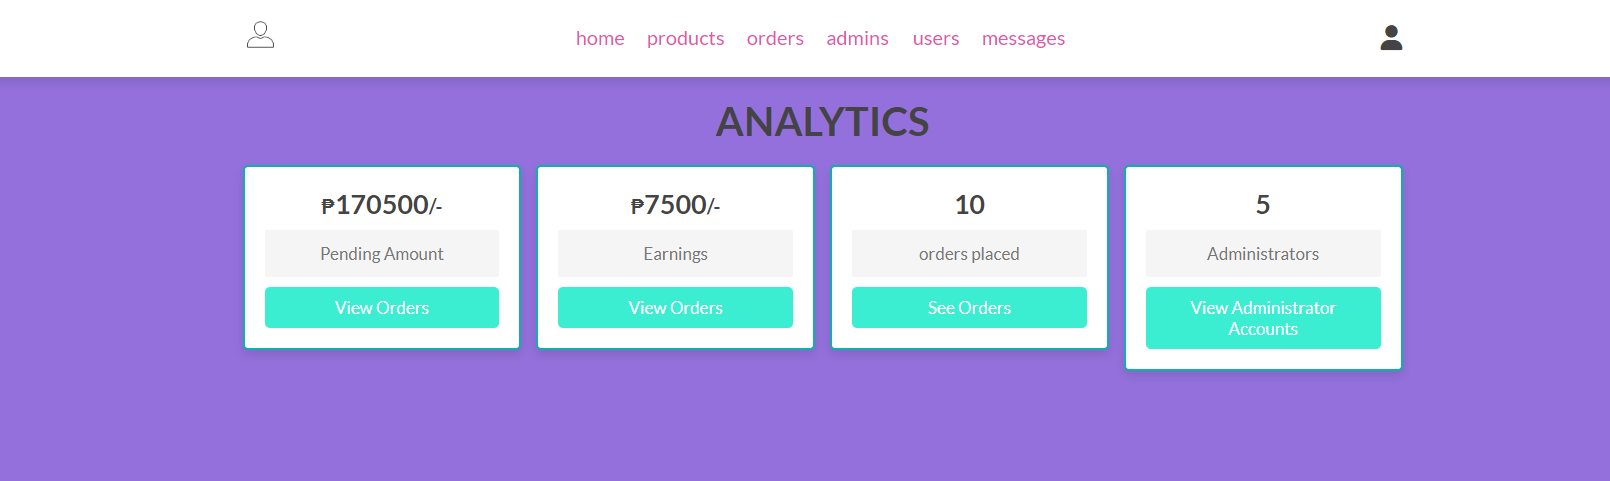 home products orders admins users messages
ANALYTICS
₱170500/-
Pending Amount
View Orders
₱7500/-
Earnings
View Orders
10
orders placed
See Orders
5
Administrators
View Administrator
Accounts